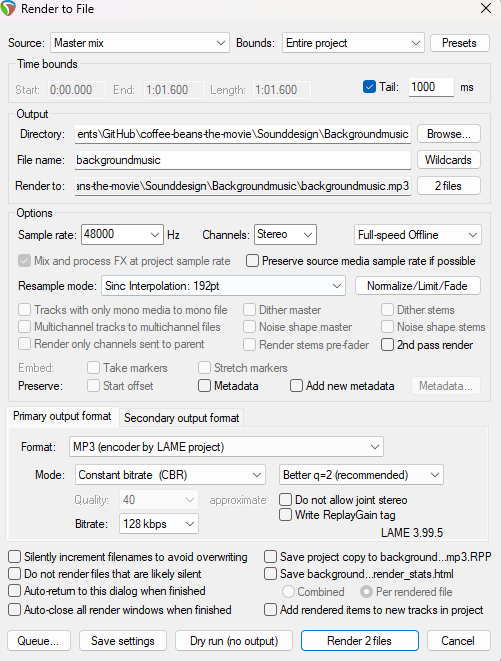 Render to File
Source: Master mix Bounds: Entire project Presets
Time bounds
Start: 0:00.000 End: 1:01.600 Length: 1:01.600 Tail: 1000 ms
Output
Directory: ents\GitHub\coffee-beans-the-movie\Sounddesign\Backgroundmusic Browse...
File name: backgroundmusic Wildcards
Render to: ans-the-movie\Sounddesign\Backgroundmusic\backgroundmusic.mp3 2 files
Options
Sample rate: 48000 Hz Channels: Stereo Full-speed Offline
Mix and process FX at project sample rate Preserve source media sample rate if possible
Resample mode: Sinc Interpolation: 192pt Normalize/Limit/Fade
Tracks with only mono media to mono file Dither master Dither stems
Multichannel tracks to multichannel files Noise shape master Noise shape stems
Render only channels sent to parent Render stems pre-fader 2nd pass render
Embed: Take markers Stretch markers
Preserve: Start offset Metadata Add new metadata Metadata...
Primary output format Secondary output format
Format: MP3 (encoder by LAME project)
Mode: Constant bitrate (CBR) Better q=2 (recommended)
Quality: 40 approximate Do not allow joint stereo
Write ReplayGain tag
Bitrate: 128 kbps
LAME 3.99.5
Silently increment filenames to avoid overwriting Save project copy to background...mp3.RPP
Do not render files that are likely silent Save background...render_stats.html
Auto-return to this dialog when finished Combined Per rendered file
Auto-close all render windows when finished Add rendered items to new tracks in project
Queue... Save settings Dry run (no output) Render 2 files Cancel